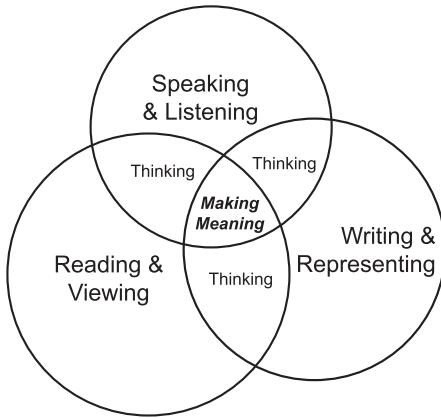 Speaking
& Listening
Thinking
Thinking
Making
Meaning
Writing &
Representing
Reading &
Viewing
Thinking